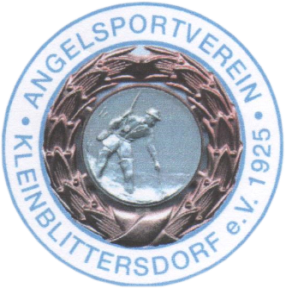 ANGELSPORTVEREIN
KLEINBLITTERSDORF e.V. 1925